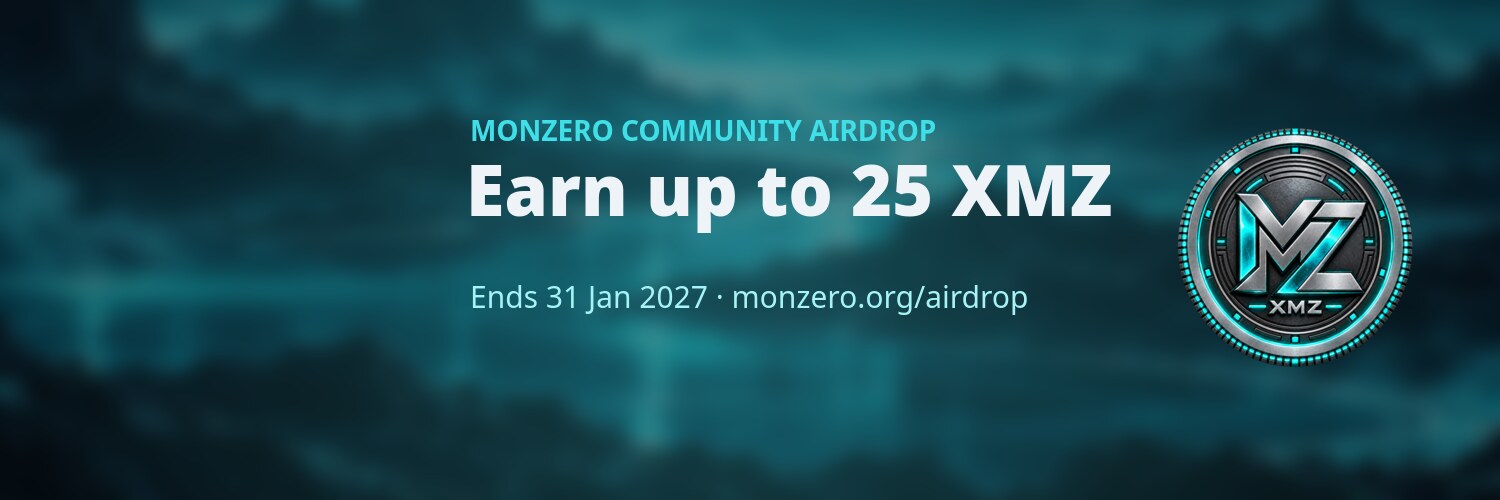 MONZERO COMMUNITY AIRDROP
Earn up to 25 XMZ
Ends 31 Jan 2027 · monzero.org/airdrop
MZ
XMZ